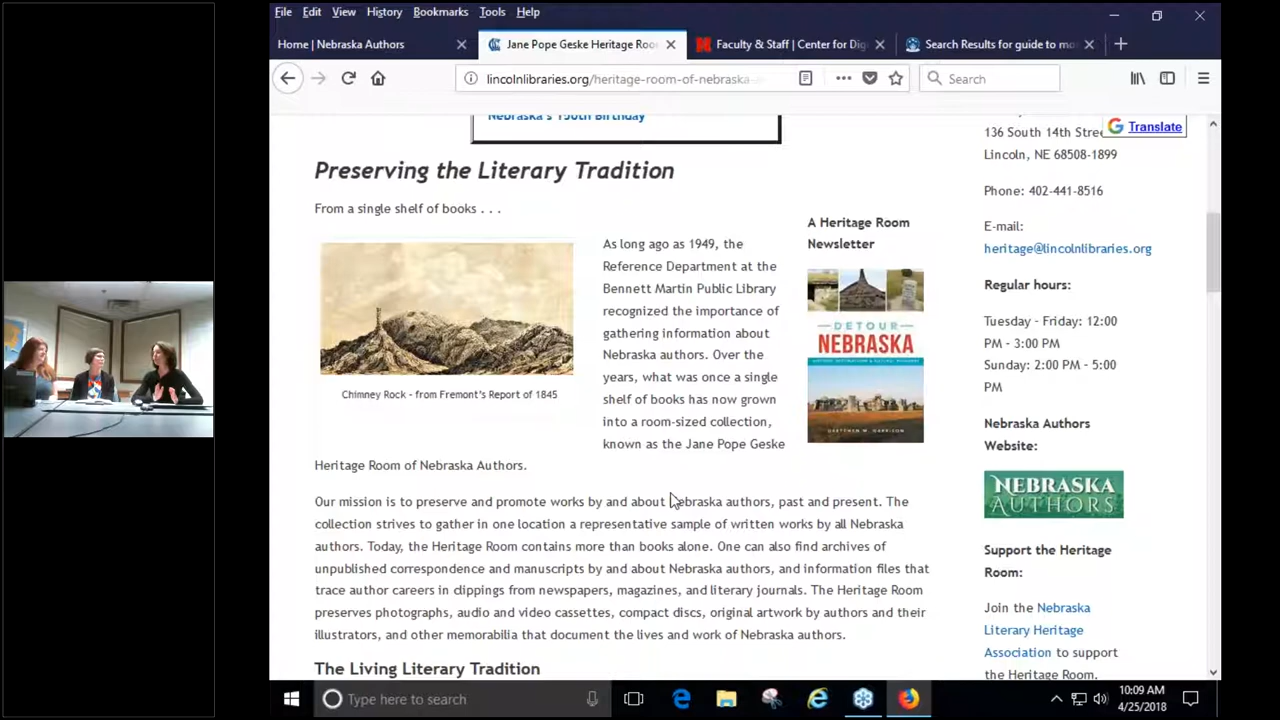 File Edit View History Bookmarks Tools Help
Home | Nebraska Authors
Jane Pope Geske Heritage Roo
Faculty & Staff | Center for Dig
Search Results for guide to mo
lincolnlibraries.org/heritage-room-of-nebraska-
Search
Nebraska's 150th Birthday
Translate
Preserving the Literary Tradition
From a single shelf of books . . .
Chimney Rock - from Fremont's Report of 1845
As long ago as 1949, the
Reference Department at the
Bennett Martin Public Library
recognized the importance of
gathering information about
Nebraska authors. Over the
years, what was once a single
shelf of books has now grown
into a room-sized collection,
known as the Jane Pope Geske
Heritage Room of Nebraska Authors.
A Heritage Room
Newsletter
DETOUR
NEBRASKA
GRETCHEN M. GARRISON
Our mission is to preserve and promote works by and about Nebraska authors, past and present. The
collection strives to gather in one location a representative sample of written works by all Nebraska
authors. Today, the Heritage Room contains more than books alone. One can also find archives of
unpublished correspondence and manuscripts by and about Nebraska authors, and information files that
trace author careers in clippings from newspapers, magazines, and literary journals. The Heritage Room
preserves photographs, audio and video cassettes, compact discs, original artwork by authors and their
illustrators, and other memorabilia that document the lives and work of Nebraska authors.
The Living Literary Tradition
136 South 14th Stree
Lincoln, NE 68508-1899
Phone: 402-441-8516
E-mail:
heritage@lincolnlibraries.org
Regular hours:
Tuesday - Friday: 12:00
PM - 3:00 PM
Sunday: 2:00 PM - 5:00
PM
Nebraska Authors
Website:
NEBRASKA
AUTHORS
Support the Heritage
Room:
Join the Nebraska
Literary Heritage
Association to support
the Heritage Room.
Type here to search
10:09 AM
4/25/2018